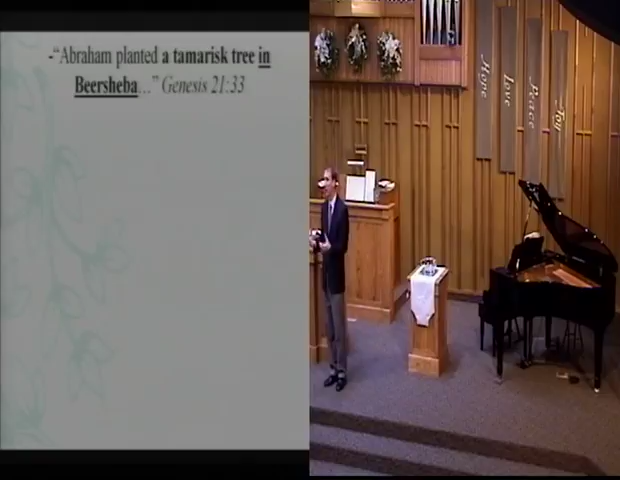 -“Abraham planted a tamarisk tree in
Beersheba…” Genesis 21:33
Hope
Love
Peace
Joy